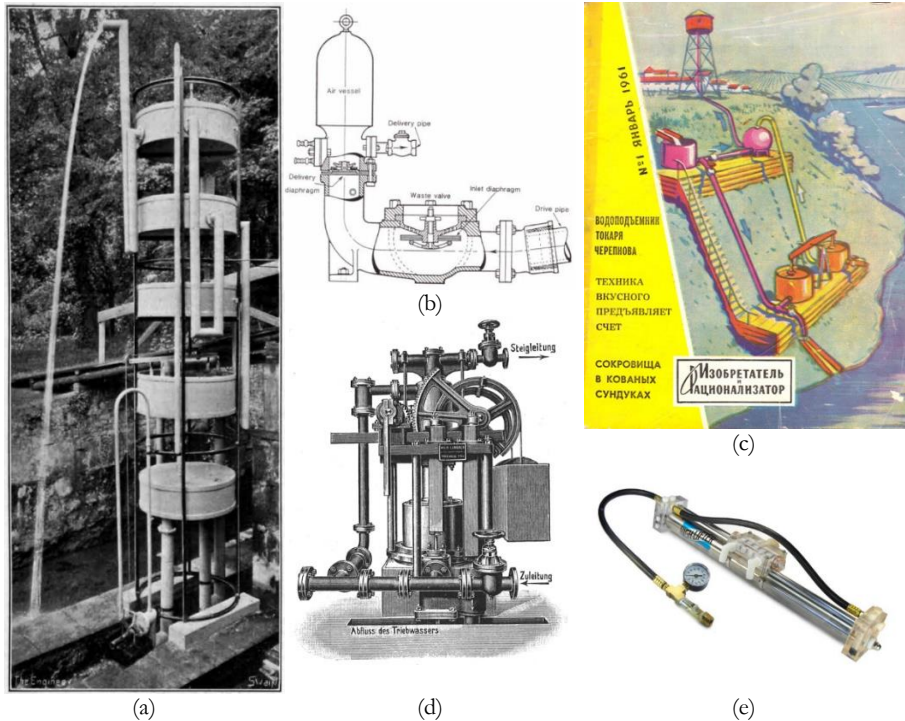 The Engineer
Swain
(a)
Air vessel
Delivery pipe
Delivery
diaphragm
Waste valve
Inlet diaphragm
Drive pipe
(b)
№1 ЯНВАРЬ 1961
ВОДОПОДЪЕМНИК
ТОКАРЯ
ЧЕРЕПНОВА
ТЕХНИКА
ВКУСНОГО
ПРЕДЪЯВЛЯЕТ
СЧЕТ
СОКРОВИЩА
В КОВАНЫХ
СУНДУКАХ
ИЗОБРЕТАТЕЛЬ
И
РАЦИОНАЛИЗАТОР
(c)
Steigleitung
Zuleitung
Abfluss des Triebwassers
(d)
(e)